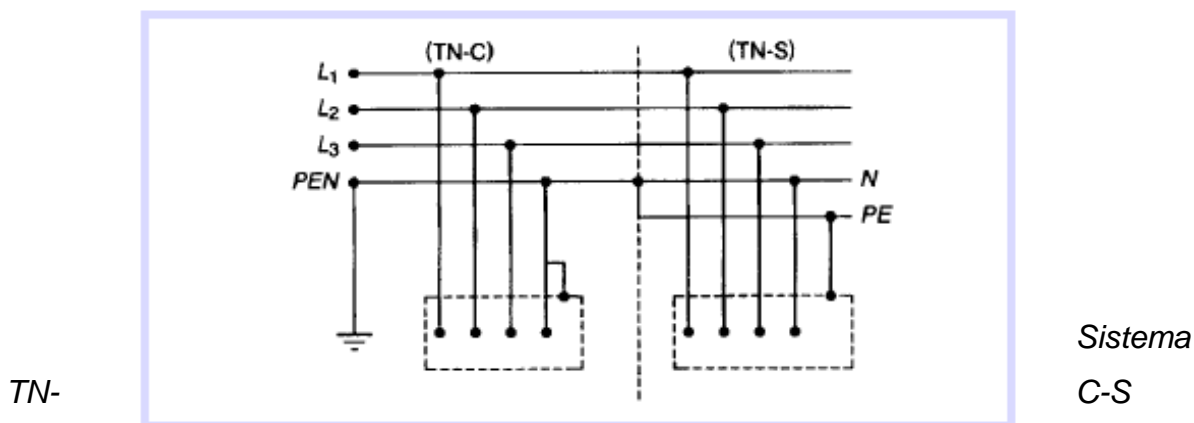 (TN-C) (TN-S)
L1
L2
L3
PEN N
PE
Sistema
TN- C-S